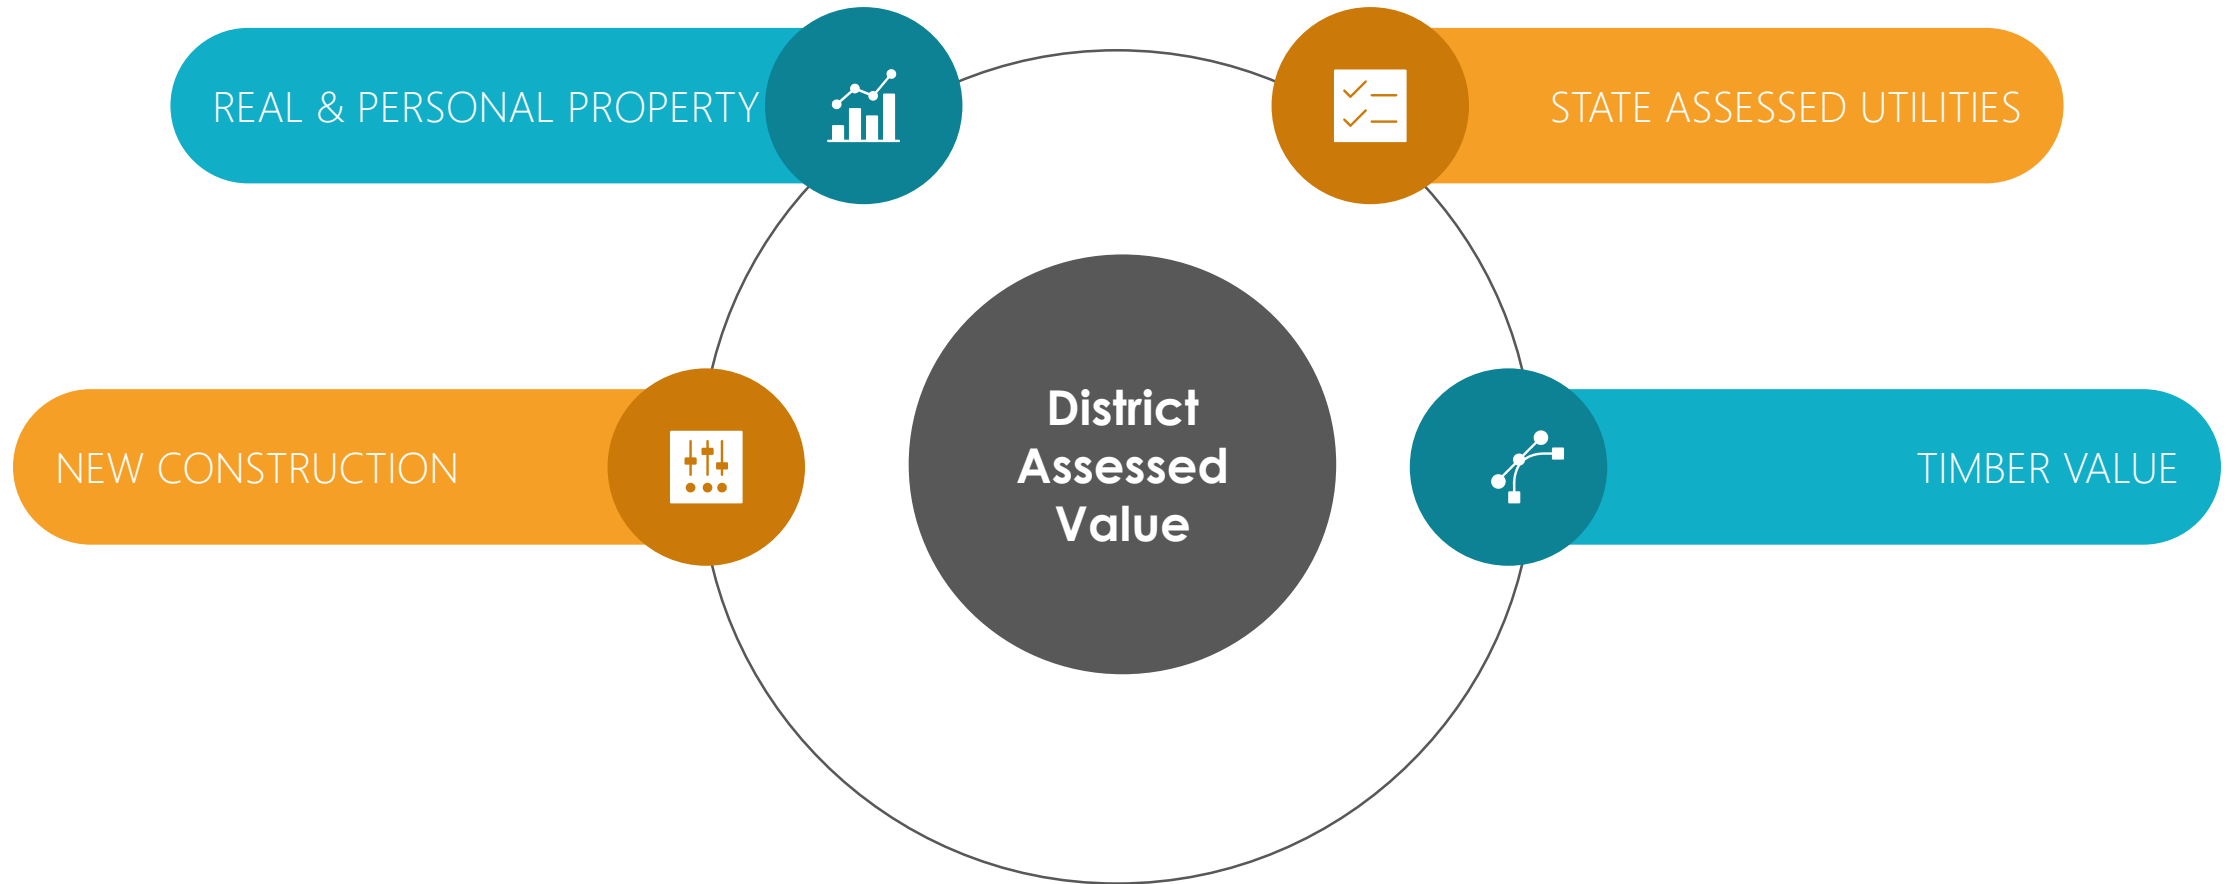 REAL & PERSONAL PROPERTY
STATE ASSESSED UTILITIES
NEW CONSTRUCTION
District
Assessed
Value
TIMBER VALUE